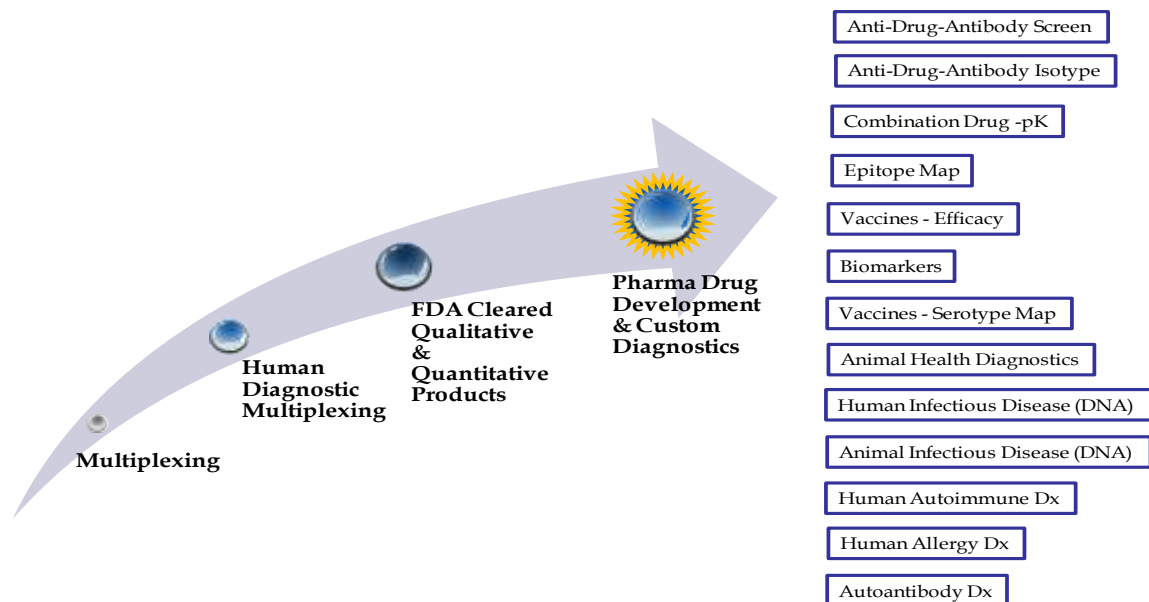 Multiplexing
Human
Diagnostic
Multiplexing
FDA Cleared
Qualitative
&
Quantitative
Products
Pharma Drug
Development
& Custom
Diagnostics
Anti-Drug-Antibody Screen
Anti-Drug-Antibody Isotype
Combination Drug -pK
Epitope Map
Vaccines - Efficacy
Biomarkers
Vaccines - Serotype Map
Animal Health Diagnostics
Human Infectious Disease (DNA)
Animal Infectious Disease (DNA)
Human Autoimmune Dx
Human Allergy Dx
Autoantibody Dx